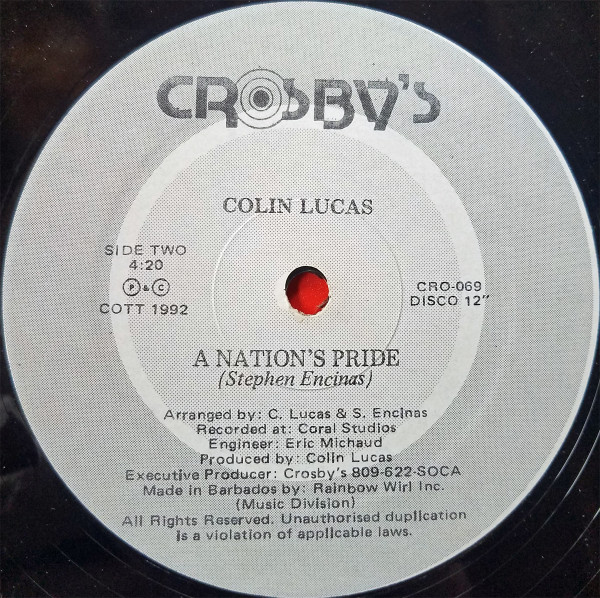 CROSBY'S
COLIN LUCAS
SIDE TWO
4:20
Ⓟ&Ⓒ
COTT 1992
CRO-069
DISCO 12"
A NATION'S PRIDE
(Stephen Encinas)
Arranged by: C. Lucas & S. Encinas
Recorded at: Coral Studios
Engineer: Eric Michaud
Produced by: Colin Lucas
Executive Producer: Crosby's 809-622-SOCA
Made in Barbados by: Rainbow Wirl Inc.
(Music Division)
All Rights Reserved. Unauthorised duplication
is a violation of applicable laws.